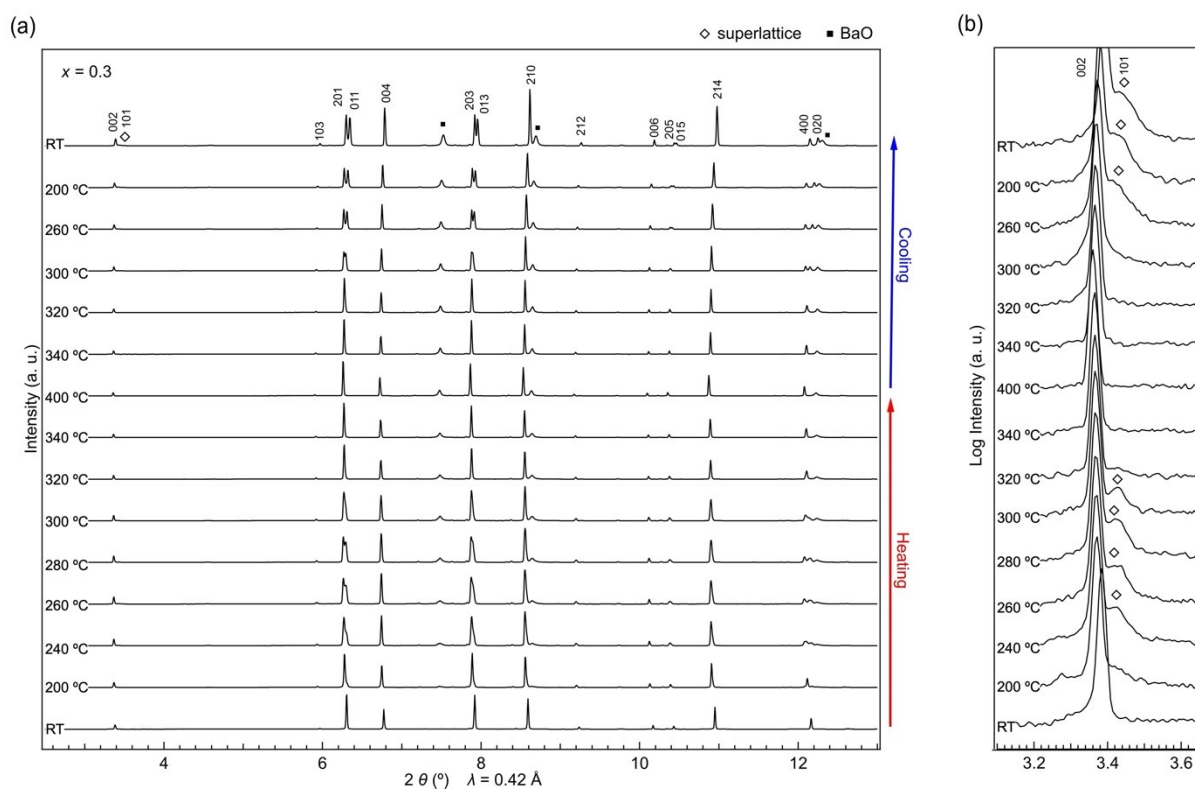 (a)
◇ superlattice ■ BaO
x = 0.3
002
101
103
201
011
004
203
013
210
212
006
205
015
214
400
020
RT
200 ºC
260 ºC
300 ºC
320 ºC
340 ºC
400 ºC
340 ºC
320 ºC
300 ºC
280 ºC
260 ºC
240 ºC
200 ºC
RT
Intensity (a. u.)
Cooling
Heating
4 6 8 10 12
2 θ (º) λ = 0.42 Å
(b)
002
101
RT
200 ºC
260 ºC
300 ºC
320 ºC
340 ºC
400 ºC
340 ºC
320 ºC
300 ºC
280 ºC
260 ºC
240 ºC
200 ºC
RT
Log Intensity (a. u.)
3.2 3.4 3.6